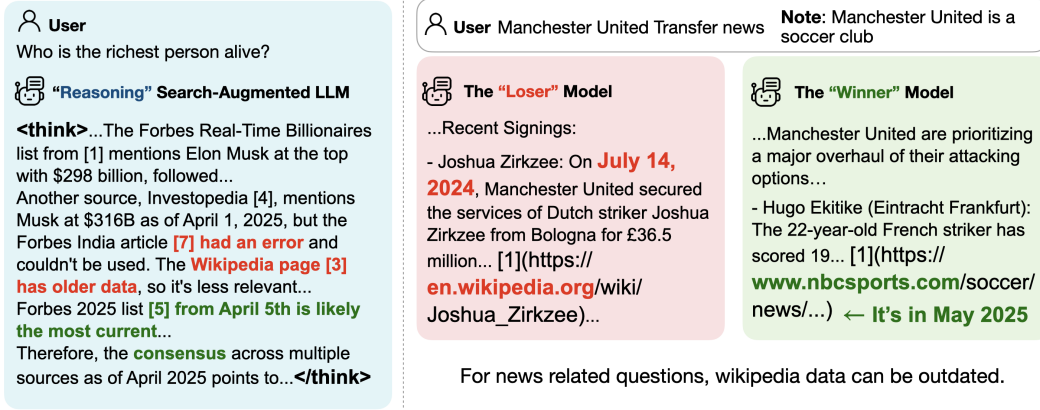 User
Who is the richest person alive?
“Reasoning” Search-Augmented LLM
<think>...The Forbes Real-Time Billionaires
list from [1] mentions Elon Musk at the top
with $298 billion, followed...
Another source, Investopedia [4], mentions
Musk at $316B as of April 1, 2025, but the
Forbes India article [7] had an error and
couldn't be used. The Wikipedia page [3]
has older data, so it's less relevant...
Forbes 2025 list [5] from April 5th is likely
the most current...
Therefore, the consensus across multiple
sources as of April 2025 points to...</think>
User Manchester United Transfer news
Note: Manchester United is a
soccer club
The “Loser” Model
...Recent Signings:
- Joshua Zirkzee: On July 14,
2024, Manchester United secured
the services of Dutch striker Joshua
Zirkzee from Bologna for £36.5
million... [1](https://
en.wikipedia.org/wiki/
Joshua_Zirkzee)...
The “Winner” Model
...Manchester United are prioritizing
a major overhaul of their attacking
options…
- Hugo Ekitike (Eintracht Frankfurt):
The 22-year-old French striker has
scored 19... [1](https://
www.nbcsports.com/soccer/
news/...) ← It’s in May 2025
For news related questions, wikipedia data can be outdated.